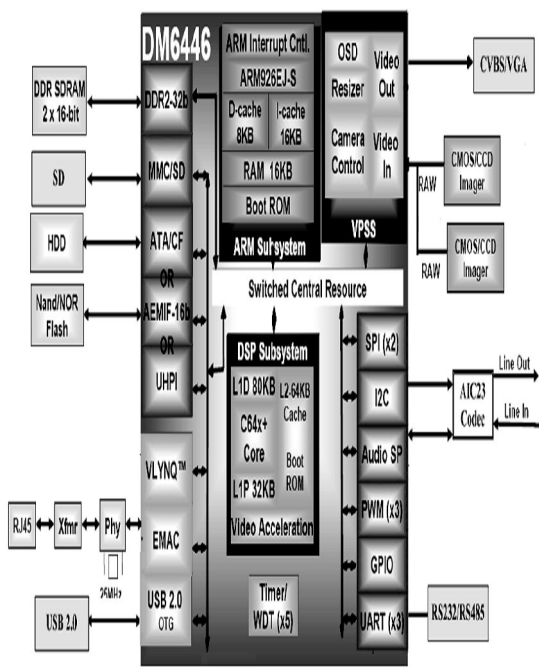 DM6446
DDR SDRAM
2 x 16-bit
SD
HDD
Nand/NOR
Flash
RJ45
Xfmr
Phy
25MHz
USB 2.0
DDR2-32b
MMC/SD
ATA/CF
OR
AEMIF-16b
OR
UHPI
VLYNQ™
EMAC
USB 2.0
OTG
ARM Interrupt Cntl.
ARM926EJ-S
D-cache
8KB
I-cache
16KB
RAM 16KB
Boot ROM
ARM Subsystem
OSD
Resizer
Camera
Control
Video
Out
Video
In
VPSS
Switched Central Resource
DSP Subsystem
L1D 80KB
C64x+
Core
L1P 32KB
L2-64KB
Cache
Boot
ROM
Video Acceleration
Timer/
WDT (x5)
SPI (x2)
I2C
Audio SP
PWM (x3)
GPIO
UART (x3)
CVBS/VGA
CMOS/CCD
Imager
RAW
CMOS/CCD
Imager
RAW
AIC23
Codec
Line Out
Line In
RS232/RS485